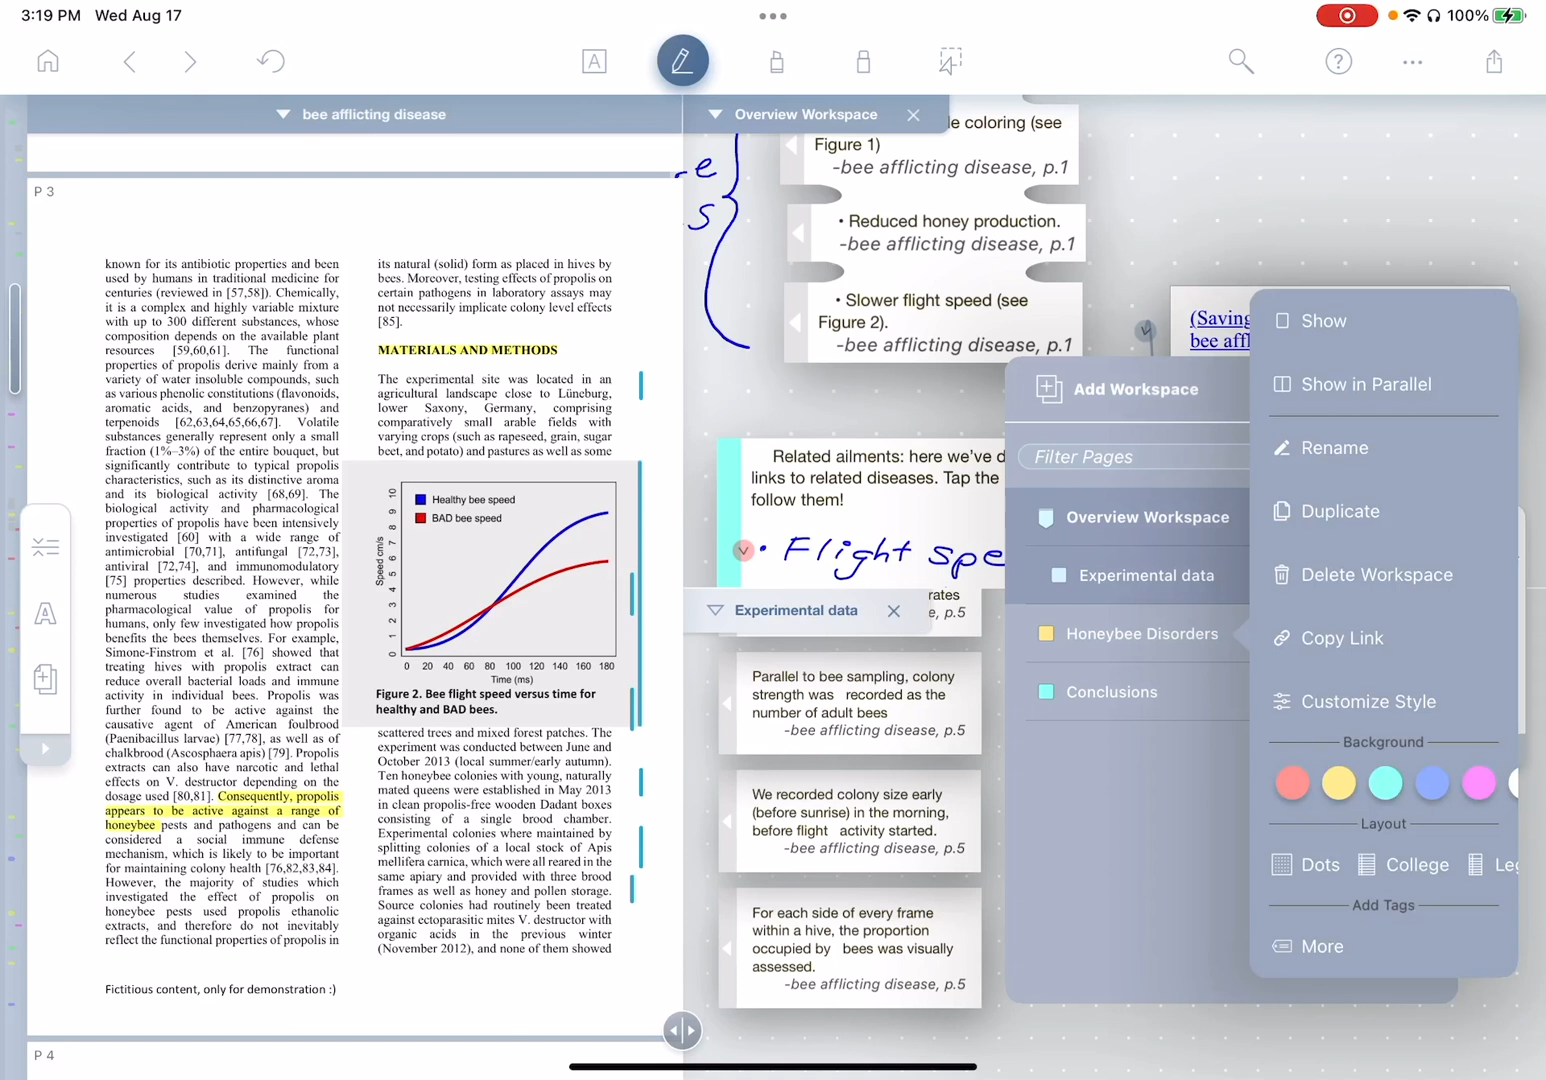 3:19 PM Wed Aug 17
100%
A
?
bee afflicting disease
P 3
known for its antibiotic properties and been
used by humans in traditional medicine for
centuries (reviewed in [57,58]). Chemically,
it is a complex and highly variable mixture
with up to 300 different substances, whose
composition depends on the available plant
resources [59,60,61]. The functional
properties of propolis derive mainly from a
variety of water insoluble compounds, such
as various phenolic constitutions (flavonoids,
aromatic acids, and benzopyranes) and
terpenoids [62,63,64,65,66,67]. Volatile
substances generally represent only a small
fraction (1%–3%) of the entire bouquet, but
significantly contribute to typical propolis
characteristics, such as its distinctive aroma
and its biological activity [68,69]. The
biological activity and pharmacological
properties of propolis have been intensively
investigated [60] with a wide range of
antimicrobial [70,71], antifungal [72,73],
antiviral [72,74], and immunomodulatory
[75] properties described. However, while
numerous studies examined the
pharmacological value of propolis for
humans, only few investigated how propolis
benefits the bees themselves. For example,
Simone-Finstrom et al. [76] showed that
treating hives with propolis extract can
reduce overall bacterial loads and immune
activity in individual bees. Propolis was
further found to be active against the
causative agent of American foulbrood
(Paenibacillus larvae) [77,78], as well as of
chalkbrood (Ascosphaera apis) [79]. Propolis
extracts can also have narcotic and lethal
effects on V. destructor depending on the
dosage used [80,81]. Consequently, propolis
appears to be active against a range of
honeybee pests and pathogens and can be
considered a social immune defense
mechanism, which is likely to be important
for maintaining colony health [76,82,83,84].
However, the majority of studies which
investigated the effect of propolis on
honeybee pests used propolis ethanolic
extracts, and therefore do not inevitably
reflect the functional properties of propolis in
its natural (solid) form as placed in hives by
bees. Moreover, testing effects of propolis on
certain pathogens in laboratory assays may
not necessarily implicate colony level effects
[85].
MATERIALS AND METHODS
The experimental site was located in an
agricultural landscape close to Lüneburg,
lower Saxony, Germany, comprising
comparatively small arable fields with
varying crops (such as rapeseed, grain, sugar
beet, and potato) and pastures as well as some
Healthy bee speed
BAD bee speed
Speed cm/s
0 1 2 3 4 5 6 7 8 9 10
0 20 40 60 80 100 120 140 160 180
Time (ms)
Figure 2. Bee flight speed versus time for
healthy and BAD bees.
scattered trees and mixed forest patches. The
experiment was conducted between June and
October 2013 (local summer/early autumn).
Ten honeybee colonies with young, naturally
mated queens were established in May 2013
in clean propolis-free wooden Dadant boxes
consisting of a single brood chamber.
Experimental colonies where maintained by
splitting colonies of a local stock of Apis
mellifera carnica, which were all reared in the
same apiary and provided with three brood
frames as well as honey and pollen storage.
Source colonies had routinely been treated
against ectoparasitic mites V. destructor with
organic acids in the previous winter
(November 2012), and none of them showed
Fictitious content, only for demonstration :)
P 4
A
Overview Workspace
le coloring (see
Figure 1)
-bee afflicting disease, p.1
e
s
• Reduced honey production.
-bee afflicting disease, p.1
• Slower flight speed (see
Figure 2).
-bee afflicting disease, p.1
(Saving
bee affl
Related ailments: here we've d
links to related diseases. Tap the
follow them!
• Flight spe
rates
e, p.5
Experimental data
Parallel to bee sampling, colony
strength was recorded as the
number of adult bees
-bee afflicting disease, p.5
We recorded colony size early
(before sunrise) in the morning,
before flight activity started.
-bee afflicting disease, p.5
For each side of every frame
within a hive, the proportion
occupied by bees was visually
assessed.
-bee afflicting disease, p.5
Add Workspace
Filter Pages
Overview Workspace
Experimental data
Honeybee Disorders
Conclusions
Show
Show in Parallel
Rename
Duplicate
Delete Workspace
Copy Link
Customize Style
Background
Layout
Dots College Leg
Add Tags
More